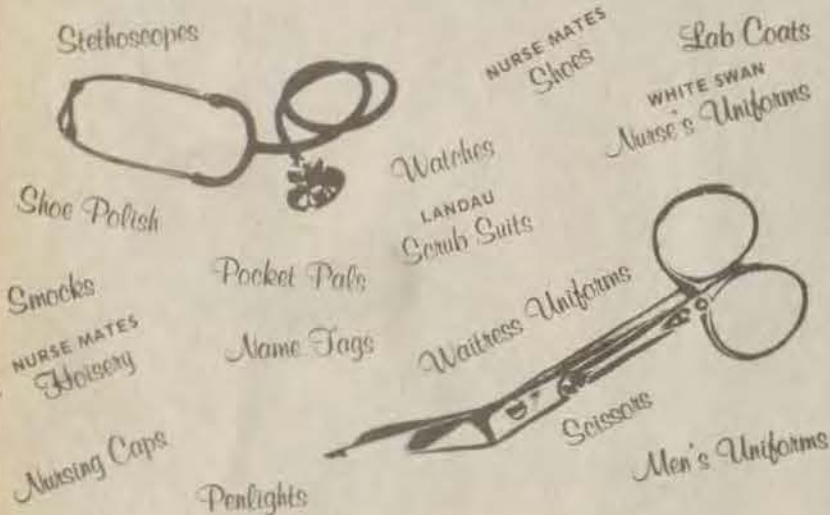 Stethoscopes
NURSE MATES
Shoes
Lab Coats
WHITE SWAN
Nurse's Uniforms
Watches
Shoe Polish
LANDAU
Scrub Suits
Pocket Pals
Smocks
Waitress Uniforms
NURSE MATES
Hoisery
Name Tags
Scissors
Nursing Caps
Men's Uniforms
Penlights